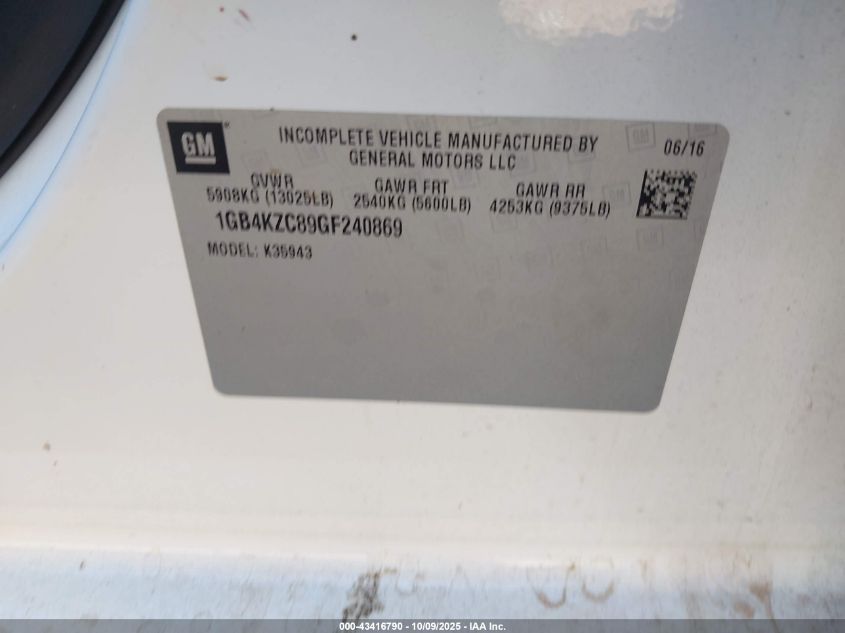 GM®
INCOMPLETE VEHICLE MANUFACTURED BY
GENERAL MOTORS LLC
06/16
GVWR GAWR FRT GAWR RR
5908KG (13025LB) 2540KG (5600LB) 4253KG (9375LB)
1GB4KZC89GF240869
MODEL: K35943
000-43416790 - 10/09/2025 - IAA Inc.